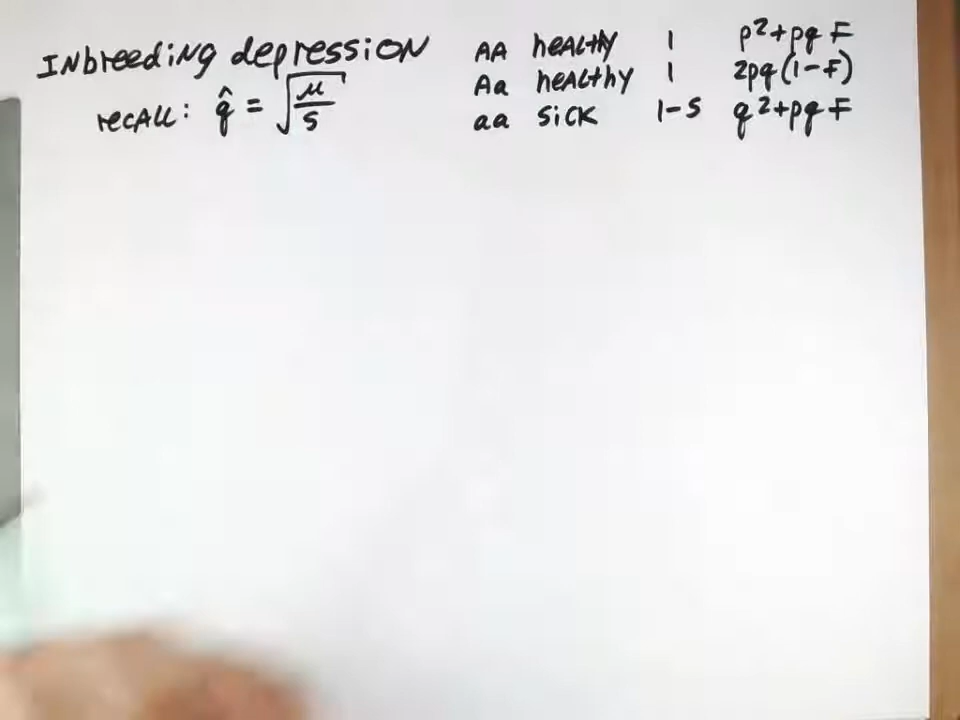 Inbreeding depression
recall: q̂ = √(μ/s)
AA healthy 1 p²+pqF
Aa healthy 1 2pq(1-F)
aa sick 1-s q²+pqF